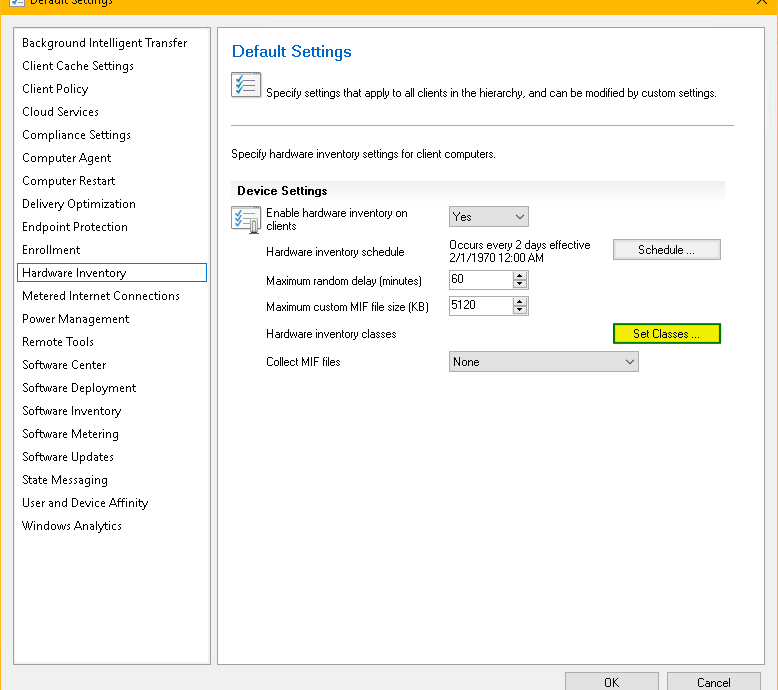 Default Settings
Background Intelligent Transfer
Client Cache Settings
Client Policy
Cloud Services
Compliance Settings
Computer Agent
Computer Restart
Delivery Optimization
Endpoint Protection
Enrollment
Hardware Inventory
Metered Internet Connections
Power Management
Remote Tools
Software Center
Software Deployment
Software Inventory
Software Metering
Software Updates
State Messaging
User and Device Affinity
Windows Analytics
Default Settings
Specify settings that apply to all clients in the hierarchy, and can be modified by custom settings.
Specify hardware inventory settings for client computers.
Device Settings
Enable hardware inventory on
clients
Yes
Hardware inventory schedule
Occurs every 2 days effective
2/1/1970 12:00 AM
Schedule ...
Maximum random delay (minutes)
60
Maximum custom MIF file size (KB)
5120
Hardware inventory classes
Set Classes ...
Collect MIF files
None
OK
Cancel